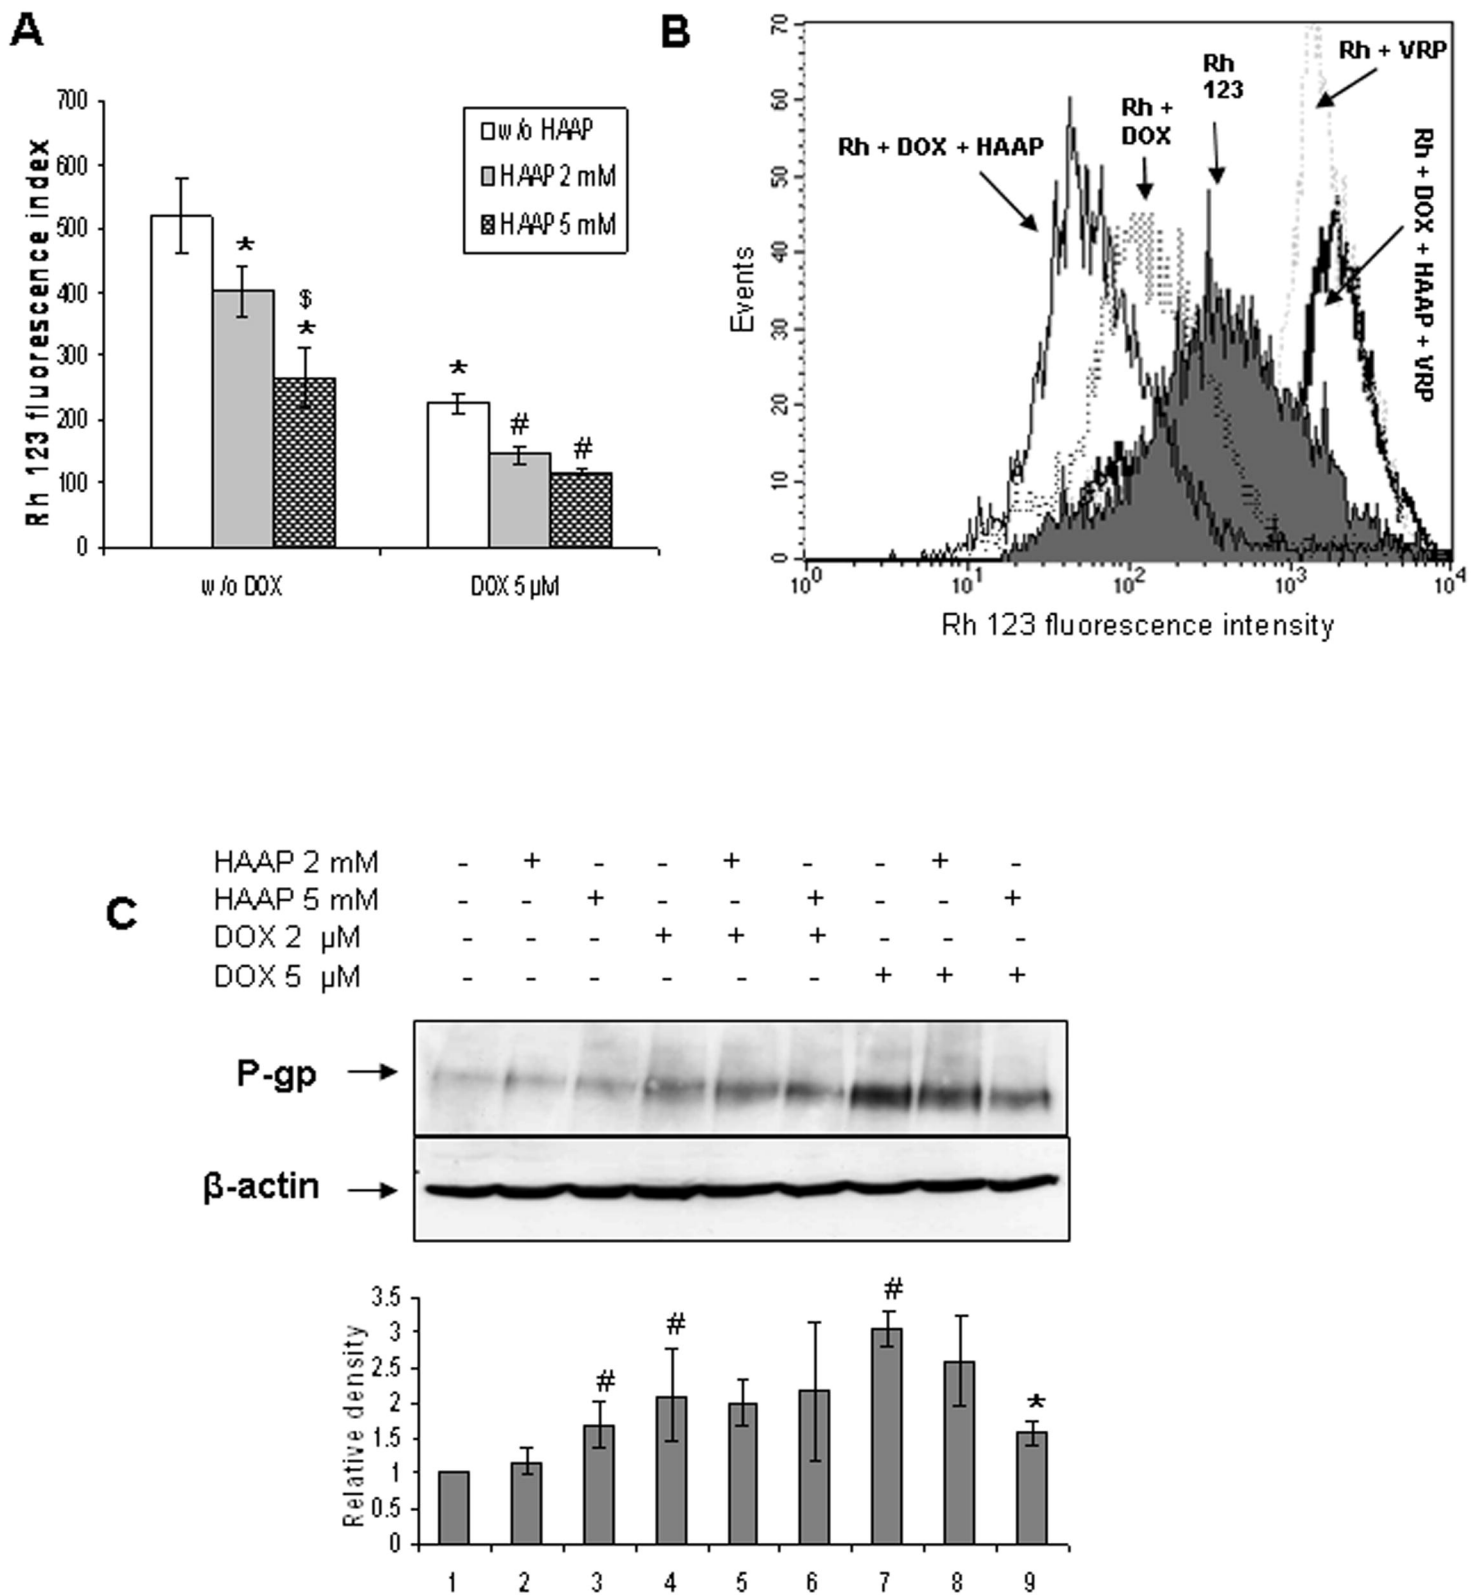 A
Rh 123 fluorescence index
700
600
500
400
300
200
100
0
w/o HAAP
HAAP 2 mM
HAAP 5 mM
*
$
*
*
#
#
w/o DOX
DOX 5 µM
B
Events
70
60
50
40
30
20
10
0
Rh + DOX + HAAP
Rh +
DOX
Rh
123
Rh + VRP
Rh + DOX + HAAP + VRP
10⁰
10¹
10²
10³
10⁴
Rh 123 fluorescence intensity
C
HAAP 2 mM - + - - + - - + -
HAAP 5 mM - - + - - + - - +
DOX 2 µM - - - + + + - - -
DOX 5 µM - - - - - - + + +
P-gp
β-actin
Relative density
3.5
3
2.5
2
1.5
1
0.5
0
#
#
#
*
1 2 3 4 5 6 7 8 9